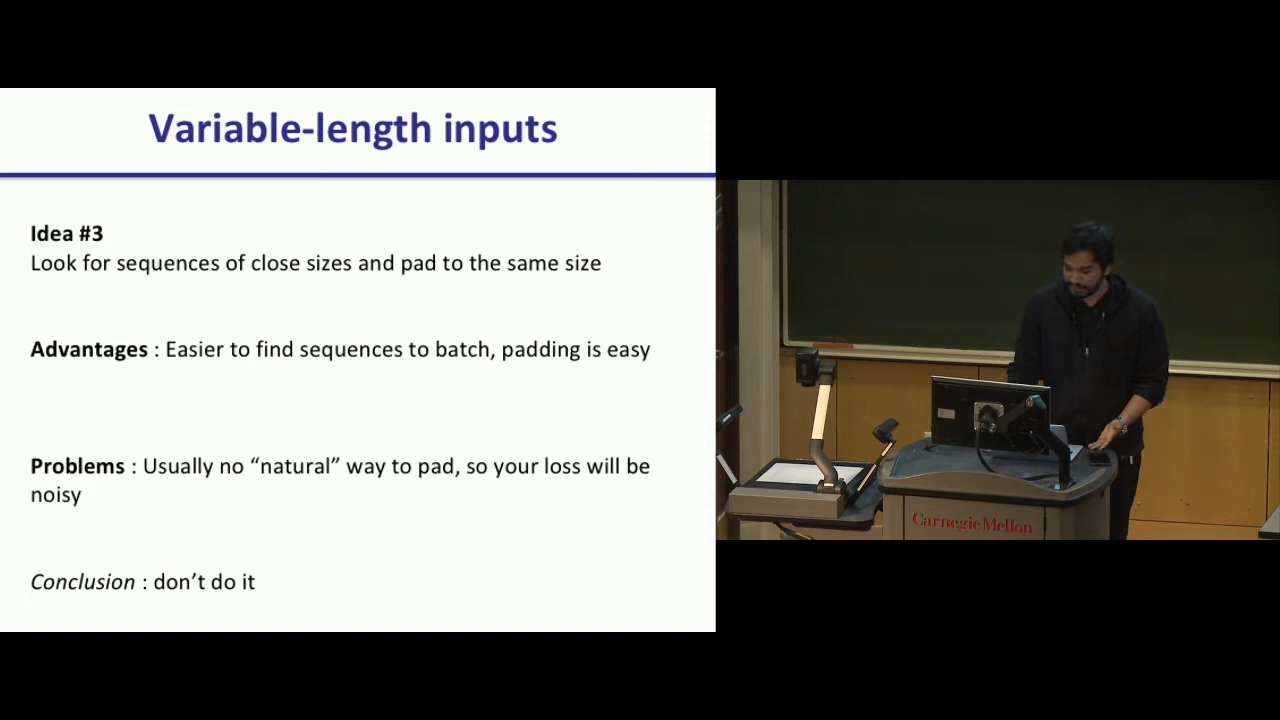 Variable-length inputs
Idea #3
Look for sequences of close sizes and pad to the same size
Advantages : Easier to find sequences to batch, padding is easy
Problems : Usually no “natural” way to pad, so your loss will be
noisy
Conclusion : don’t do it
Carnegie Mellon